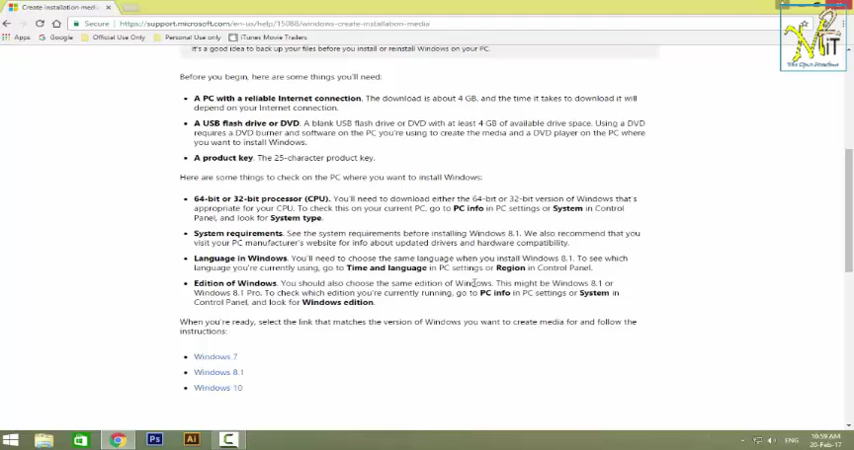 Create installation media
Secure
https://support.microsoft.com/en-us/help/15088/windows-create-installation-media
Apps Google Official Use Only Potential Use Only iTunes Movie Trailers
iT
It's a good idea to back up your files before you install or reinstall Windows on your PC.
Before you begin, here are some things you'll need:
A PC with a reliable Internet connection. The download is about 4 GB, and the time it takes to download it will
depend on your Internet connection.
A USB flash drive or DVD. A blank USB flash drive or DVD with at least 4 GB of available drive space. Using a DVD
requires a DVD burner and software on the PC you're using to create the media and a DVD player on the PC where
you want to install Windows.
A product key. The 25-character product key.
Here are some things to check on the PC where you want to install Windows:
64-bit or 32-bit processor (CPU). You'll need to download either the 64-bit or 32-bit version of Windows that's
appropriate for your CPU. To check this on your current PC, go to PC info in PC settings or System in Control
Panel, and look for System type.
System requirements. See the system requirements before installing Windows 8.1. We also recommend that you
visit your PC manufacturer's website for info about updated drivers and hardware compatibility.
Language in Windows. You'll need to choose the same language when you install Windows 8.1. To see which
language you're currently using, go to Time and language in PC settings or Region in Control Panel.
Edition of Windows. You should also choose the same edition of Windows. This might be Windows 8.1 or
Windows 8.1 Pro. To check which edition you're currently running, go to PC info in PC settings or System in
Control Panel, and look for Windows edition.
When you're ready, select the link that matches the version of Windows you want to create media for and follow the
instructions:
Windows 7
Windows 8.1
Windows 10
Ps
Ai
C
ENG
10:59 AM
20-Feb-17